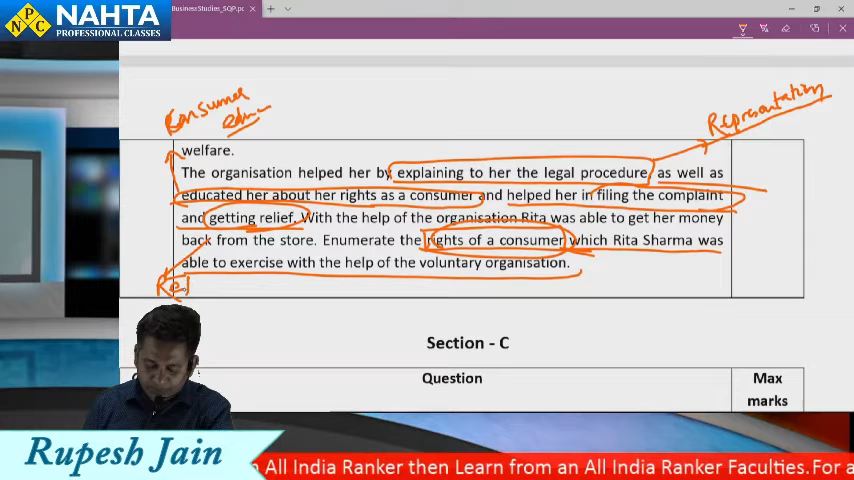 NPC
NAHTA
PROFESSIONAL CLASSES
BusinesrStudies_SQP.pc
Consumer
edu
Representation
welfare.
The organisation helped her by explaining to her the legal procedure, as well as
educated her about her rights as a consumer and helped her in filing the complaint
and getting relief. With the help of the organisation Rita was able to get her money
back from the store. Enumerate the rights of a consumer which Rita Sharma was
able to exercise with the help of the voluntary organisation.
Section - C
Question
Max
marks
Rupesh Jain
All India Ranker then Learn from an All India Ranker Faculties.For a